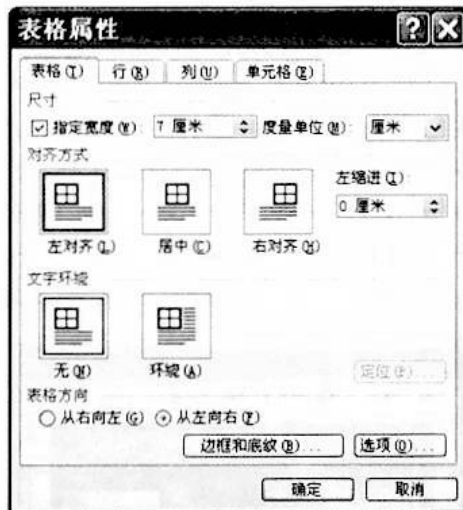 表格属性
表格(T) 行(R) 列(U) 单元格(E)
尺寸
指定宽度(W): 7 厘米 度量单位(M): 厘米
对齐方式
左缩进(I):
0 厘米
左对齐(L) 居中(C) 右对齐(H)
文字环绕
无(N) 环绕(A) 定位(P)...
表格方向
从右向左(G) 从左向右(F)
边框和底纹(B)... 选项(O)...
确定 取消